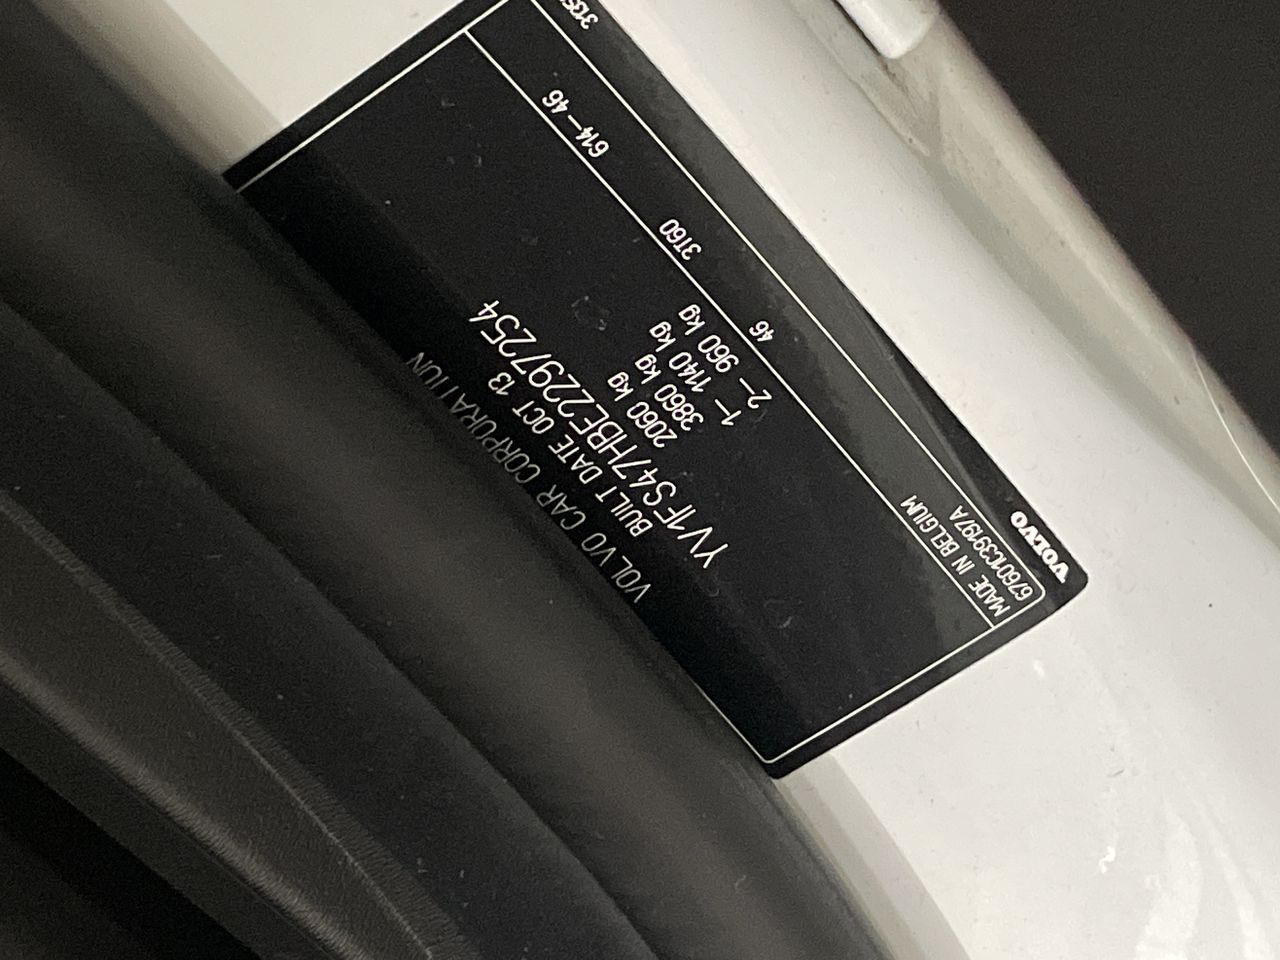 VOLVO CAR CORPORATION
BUILT DATE OCT 13
YV1FS47HBE2297254
2060 kg
3860 kg
1- 1140 kg
2- 960 kg
614-46
3160
46
MADE IN BELGIUM
67601C39197A
VOLVO